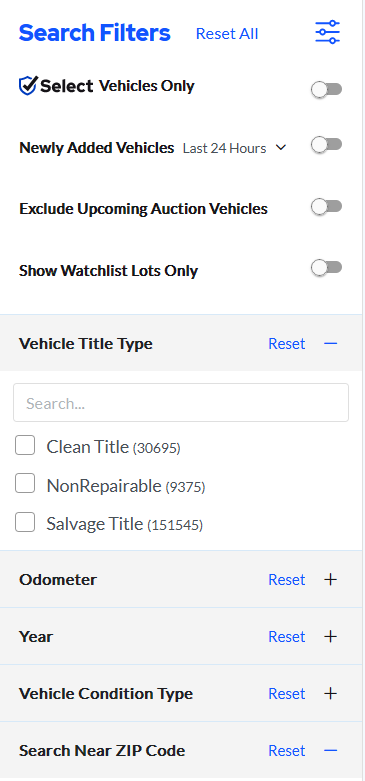 Search Filters Reset All
Select Vehicles Only
Newly Added Vehicles Last 24 Hours
Exclude Upcoming Auction Vehicles
Show Watchlist Lots Only
Vehicle Title Type Reset
Search...
Clean Title (30695)
NonRepairable (9375)
Salvage Title (151545)
Odometer Reset
Year Reset
Vehicle Condition Type Reset
Search Near ZIP Code Reset